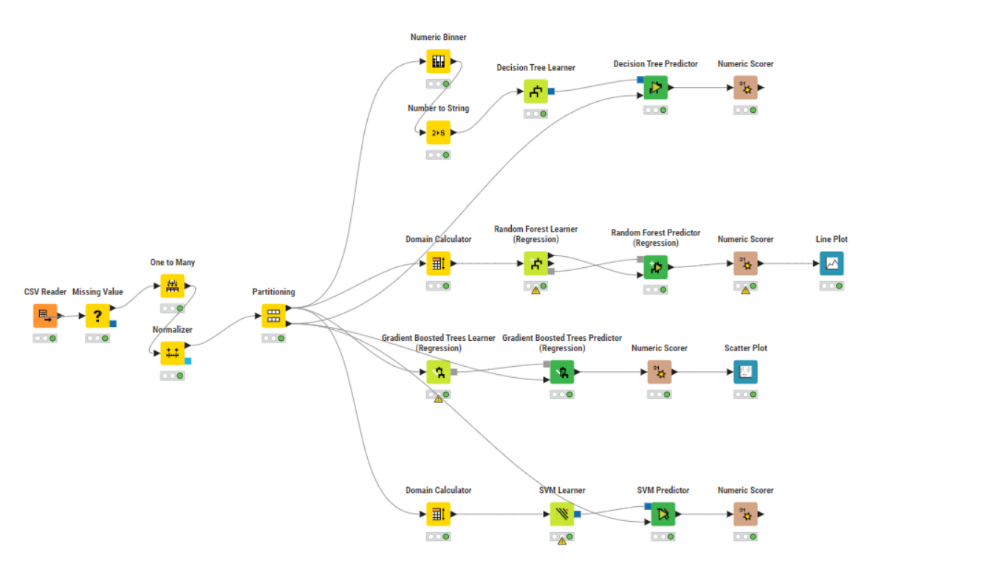 Numeric Binner
Decision Tree Learner
Decision Tree Predictor
Numeric Scorer
Number to String
2▸S
Domain Calculator
Random Forest Learner
(Regression)
Random Forest Predictor
(Regression)
Numeric Scorer
Line Plot
One to Many
CSV Reader
Missing Value
?
Partitioning
Normalizer
Gradient Boosted Trees Learner
(Regression)
Gradient Boosted Trees Predictor
(Regression)
Numeric Scorer
Scatter Plot
Domain Calculator
SVM Learner
SVM Predictor
Numeric Scorer